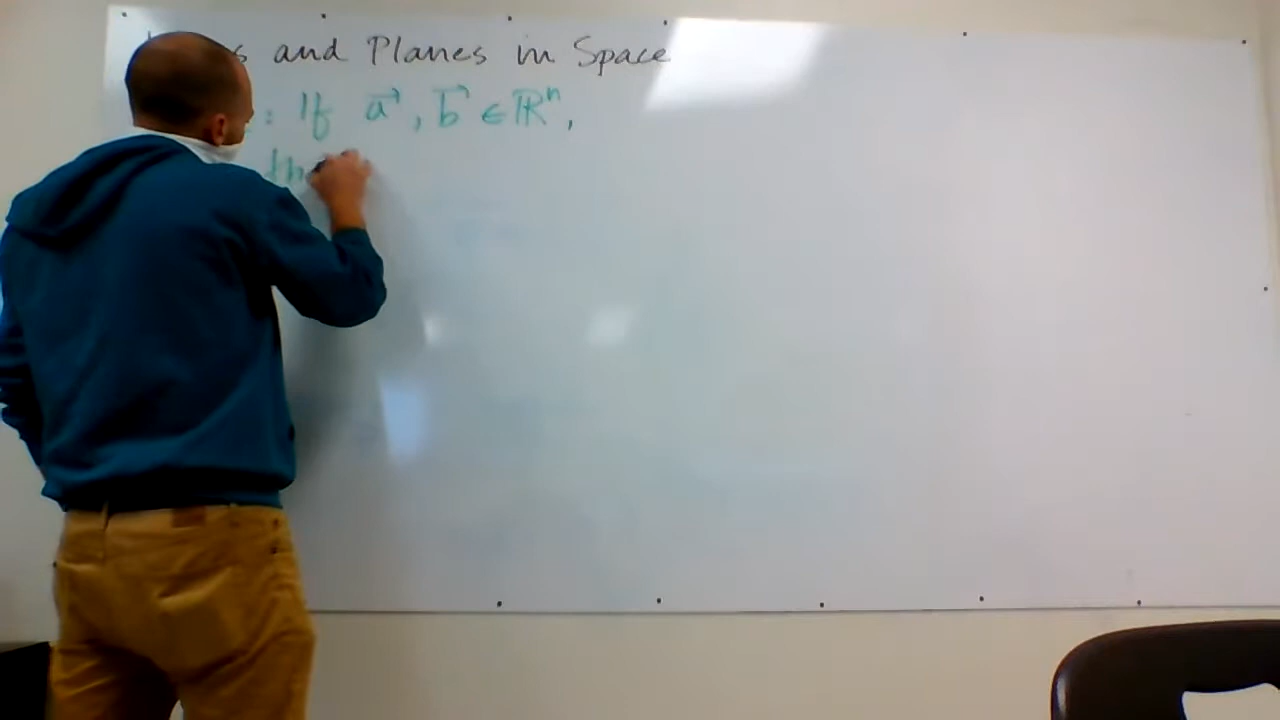 and Planes in Space
: If a⃗, b⃗ ∈ ℝⁿ,